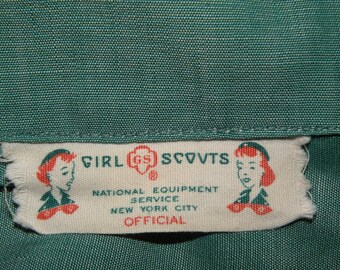 GIRL GS SCOUTS
®
NATIONAL EQUIPMENT
SERVICE
NEW YORK CITY
OFFICIAL